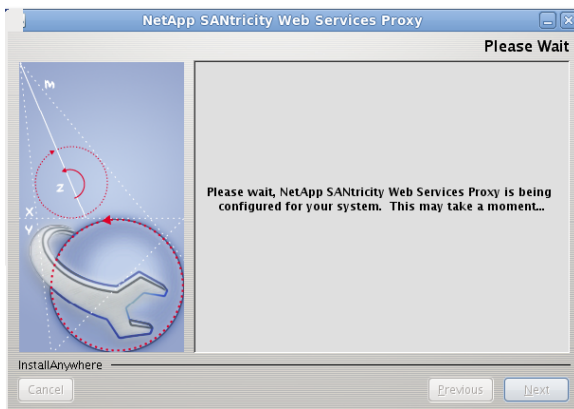 NetApp SANtricity Web Services Proxy
Please Wait
M
Z
X
Y
Please wait, NetApp SANtricity Web Services Proxy is being
configured for your system. This may take a moment...
InstallAnywhere
Cancel
Previous
Next